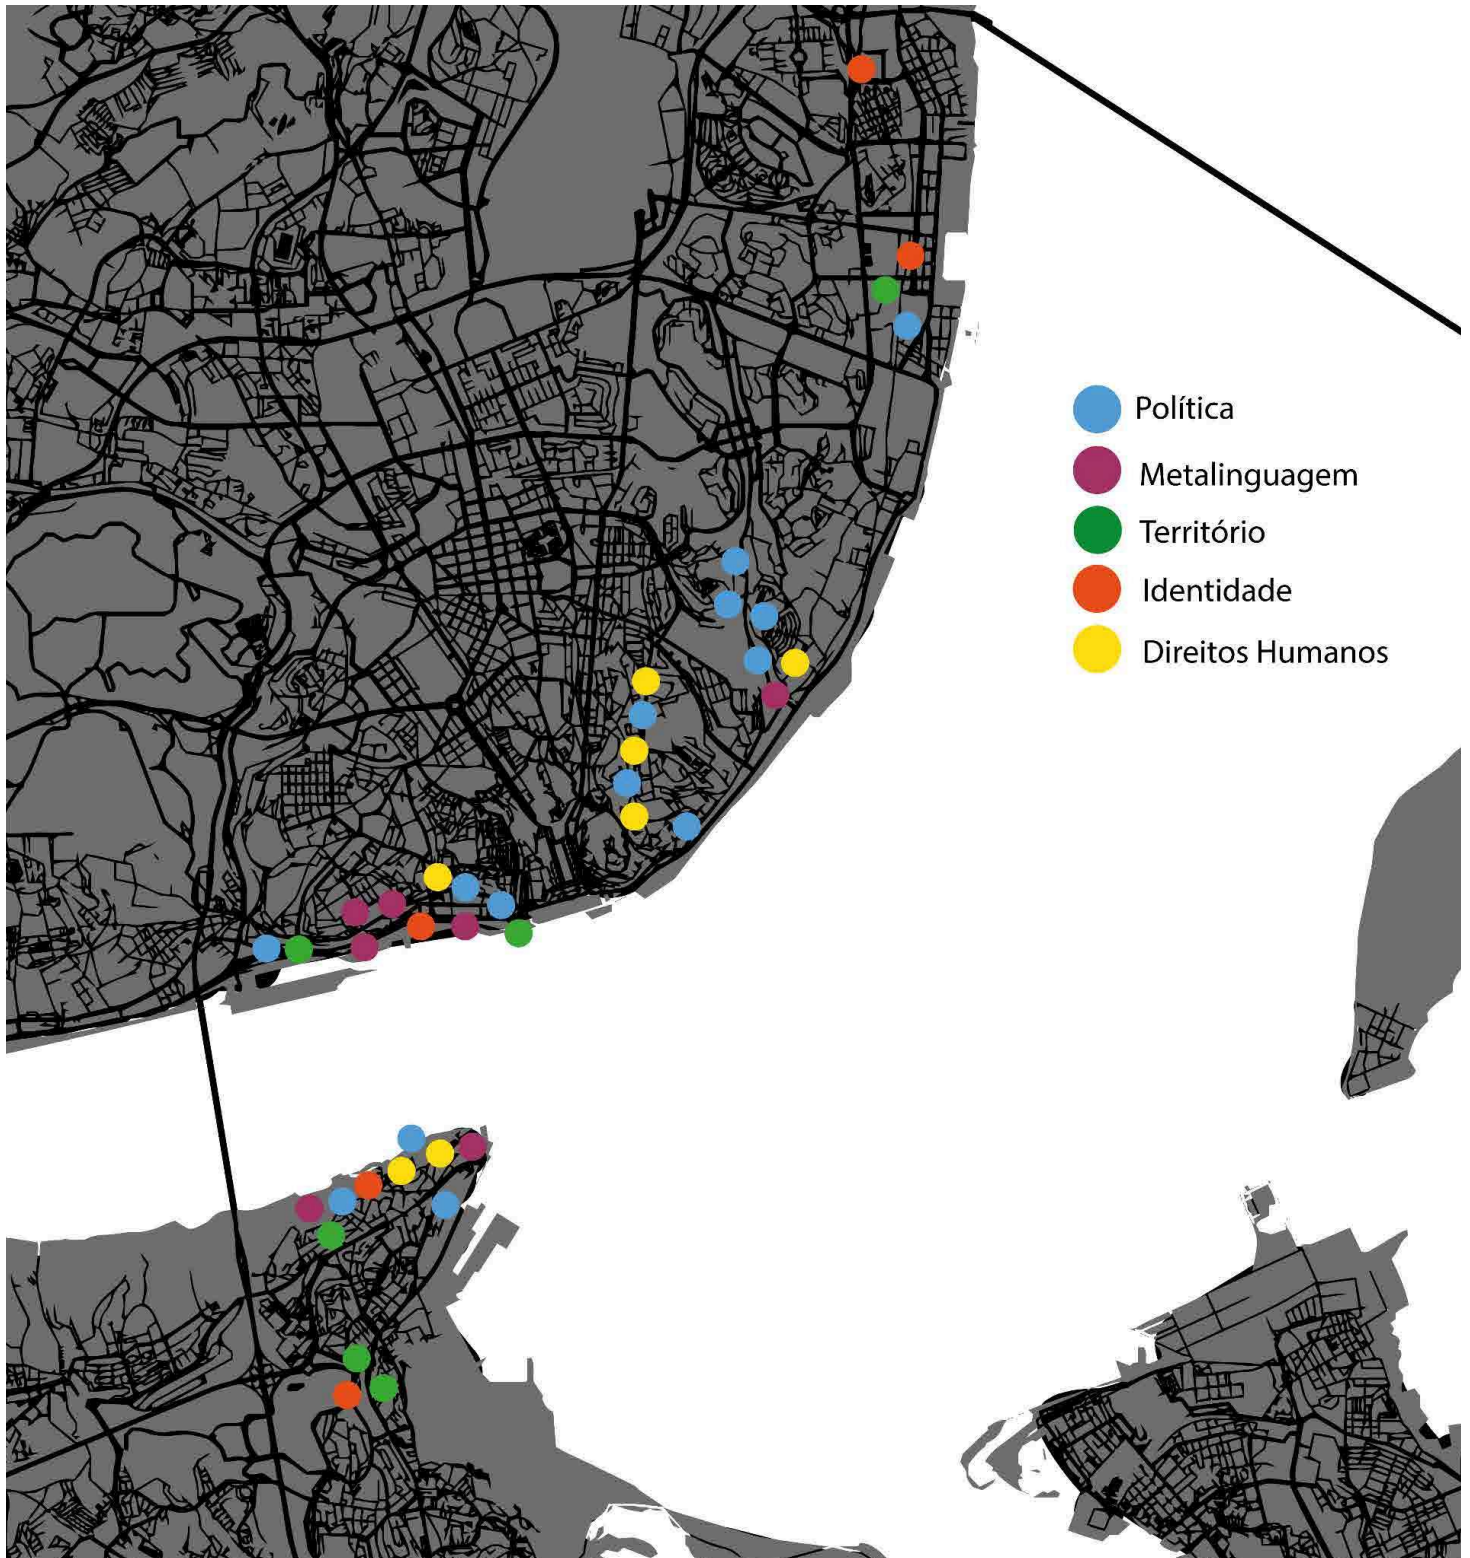 Política
Metalinguagem
Território
Identidade
Direitos Humanos